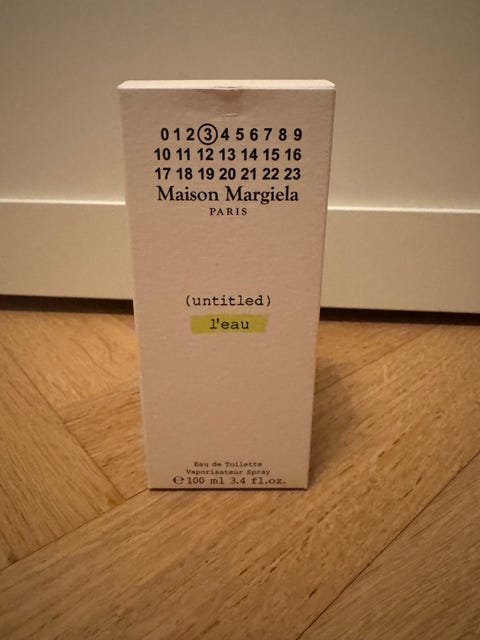 0 1 2 3 4 5 6 7 8 9
10 11 12 13 14 15 16
17 18 19 20 21 22 23
Maison Margiela
PARIS
(untitled)
l'eau
Eau de Toilette
Vaporisateur Spray
℮ 100 ml 3.4 fl.oz.